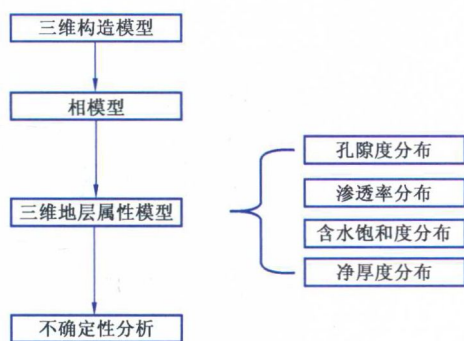 三维构造模型
相模型
三维地层属性模型
不确定性分析
孔隙度分布
渗透率分布
含水饱和度分布
净厚度分布